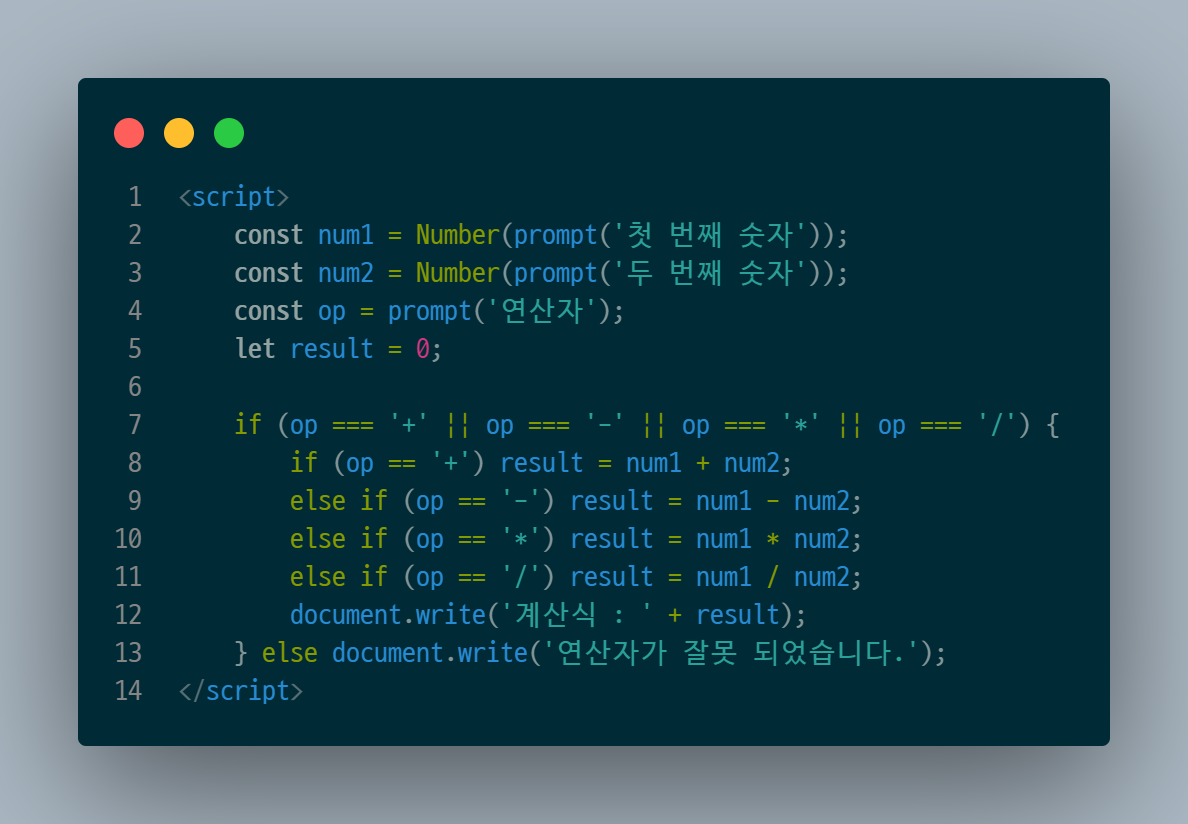 1 <script>
2     const num1 = Number(prompt('첫 번째 숫자'));
3     const num2 = Number(prompt('두 번째 숫자'));
4     const op = prompt('연산자');
5     let result = 0;
6
7     if (op === '+' || op === '-' || op === '*' || op === '/') {
8         if (op == '+') result = num1 + num2;
9         else if (op == '-') result = num1 - num2;
10         else if (op == '*') result = num1 * num2;
11         else if (op == '/') result = num1 / num2;
12         document.write('계산식 : ' + result);
13     } else document.write('연산자가 잘못 되었습니다.');
14 </script>